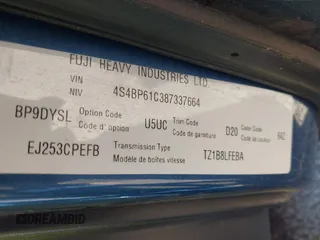 FUJI HEAVY INDUSTRIES LTD.
VIN
NIV 4S4BP61C387337664
BP9DYSL Option Code U5UC Trim Code D20 Color Code
Code d'option Code de garniture Code de Couleur
EJ253CPEFB Transmission Type TZ1B8LFEBA
Modèle de boîtes vitesse
DREAMBID